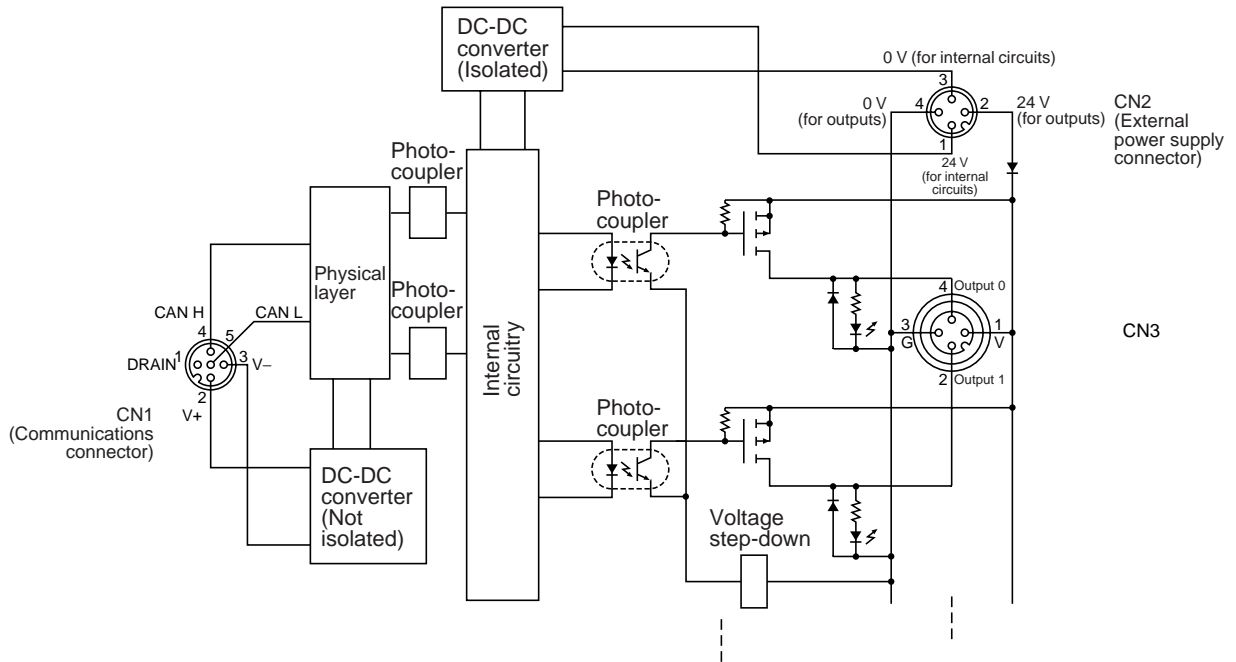 DC-DC
converter
(Isolated)
0 V (for internal circuits)
3
0 V
(for outputs)
4
2
24 V
(for outputs)
CN2
(External
power supply
connector)
1
24 V
(for internal
circuits)
Photo-
coupler
Photo-
coupler
Physical
layer
Photo-
coupler
Internal
circuitry
CAN H
CAN L
4
5
DRAIN
1
3
V–
2
V+
CN1
(Communications
connector)
4
Output 0
3
G
1
V
CN3
2
Output 1
Photo-
coupler
DC-DC
converter
(Not
isolated)
Voltage
step-down